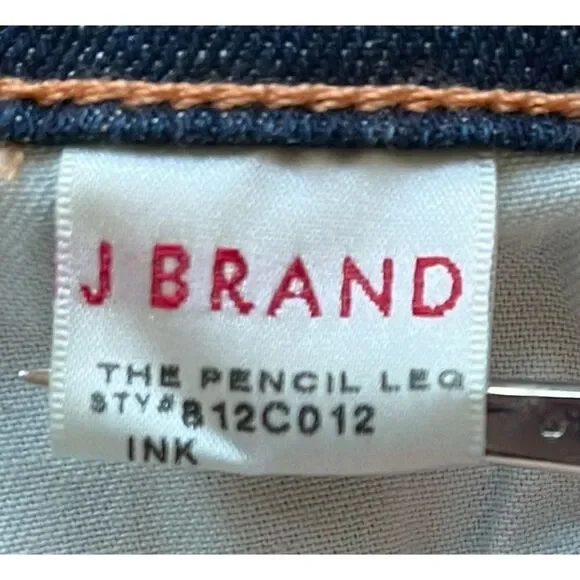 J BRAND
THE PENCIL LEG
STY# 812C012
INK